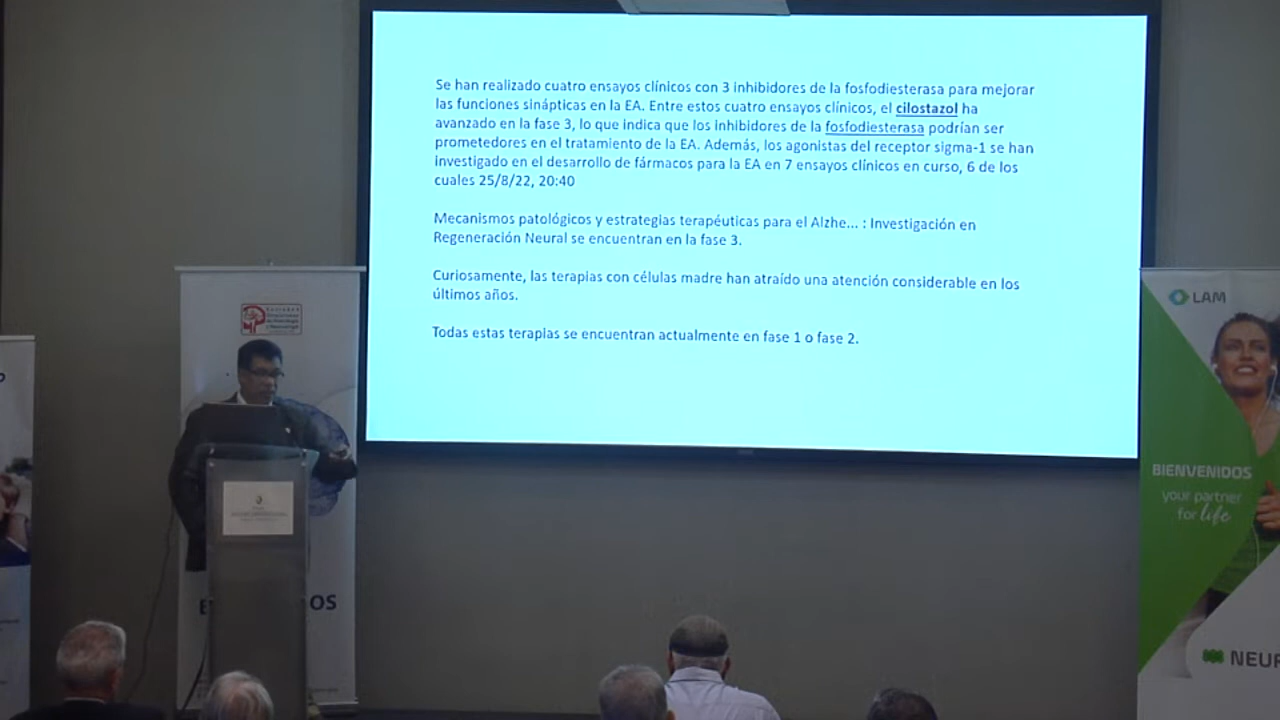 Se han realizado cuatro ensayos clínicos con 3 inhibidores de la fosfodiesterasa para mejorar
las funciones sinápticas en la EA. Entre estos cuatro ensayos clínicos, el cilostazol ha
avanzado en la fase 3, lo que indica que los inhibidores de la fosfodiesterasa podrían ser
prometedores en el tratamiento de la EA. Además, los agonistas del receptor sigma-1 se han
investigado en el desarrollo de fármacos para la EA en 7 ensayos clínicos en curso, 6 de los
cuales 25/8/22, 20:40
Mecanismos patológicos y estrategias terapéuticas para el Alzhe... : Investigación en
Regeneración Neural se encuentran en la fase 3.
Curiosamente, las terapias con células madre han atraído una atención considerable en los
últimos años.
Todas estas terapias se encuentran actualmente en fase 1 o fase 2.
LAM
BIENVENIDOS
your partner
for life
NEUR
OS